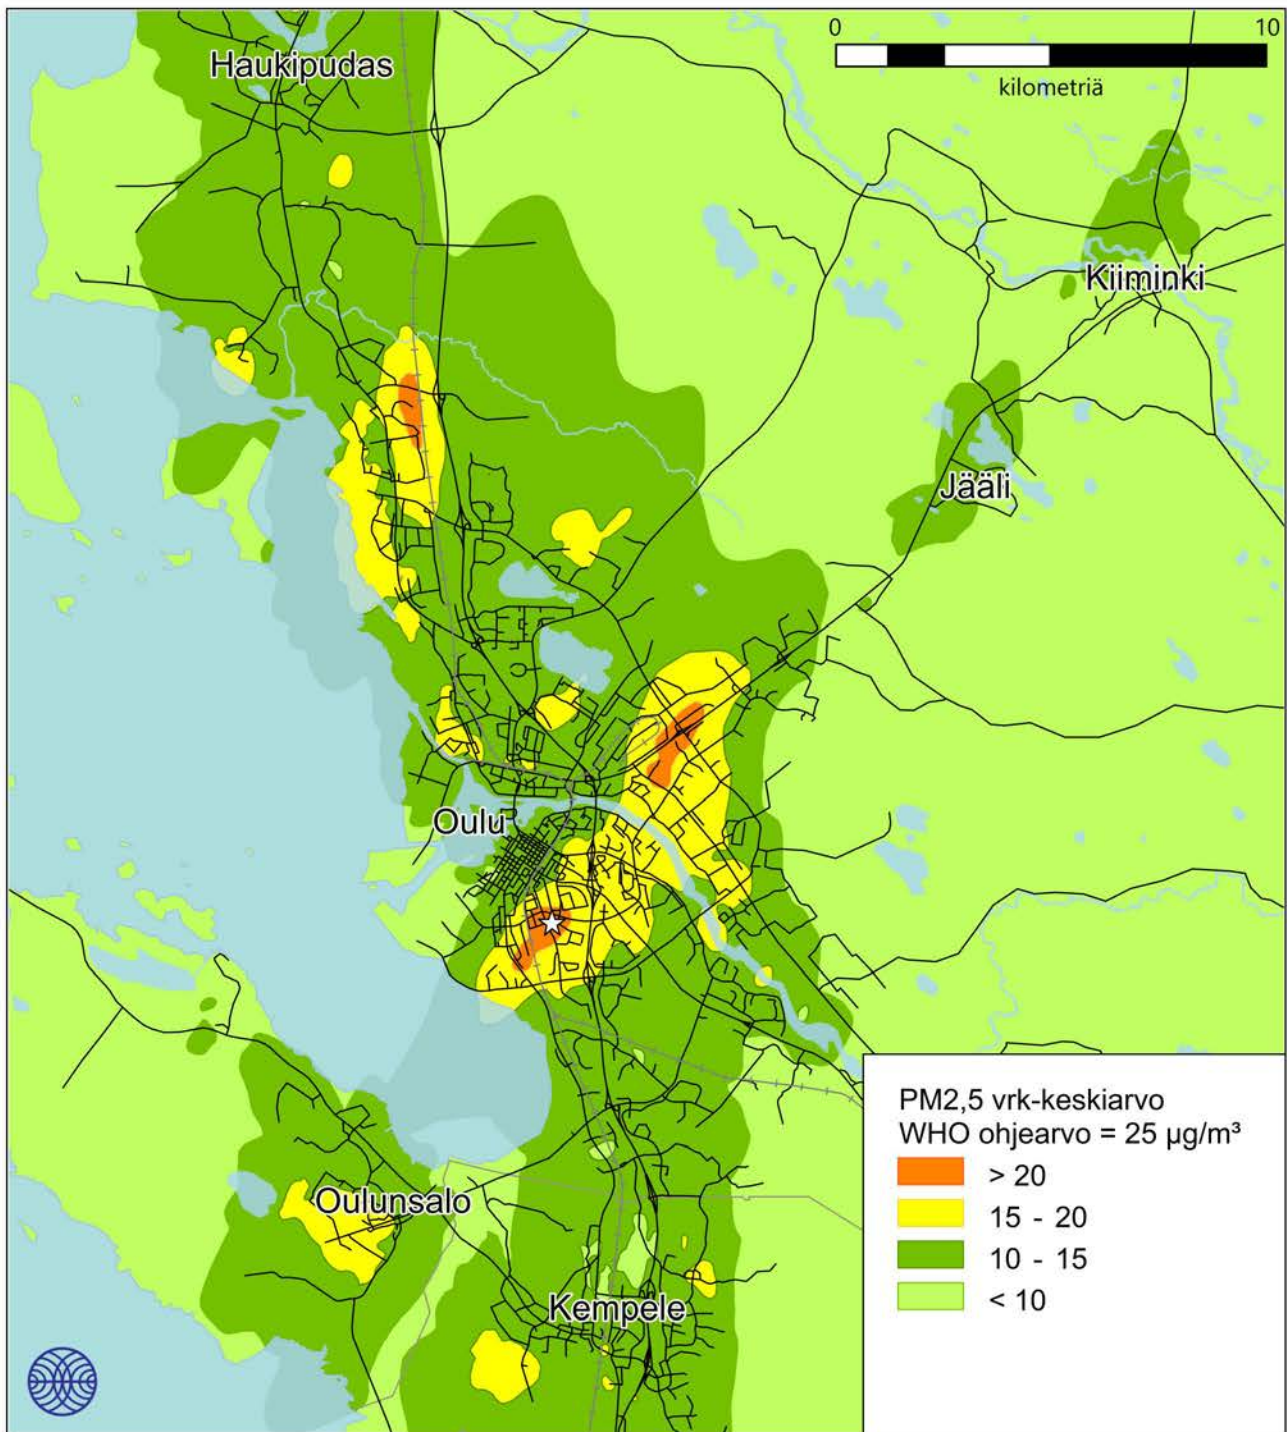 Haukipudas
0 10
kilometriä
Kiiminki
Jääli
Oulu
Oulunsalo
Kempele
PM2,5 vrk-keskiarvo
WHO ohjearvo = 25 µg/m³
> 20
15 - 20
10 - 15
< 10